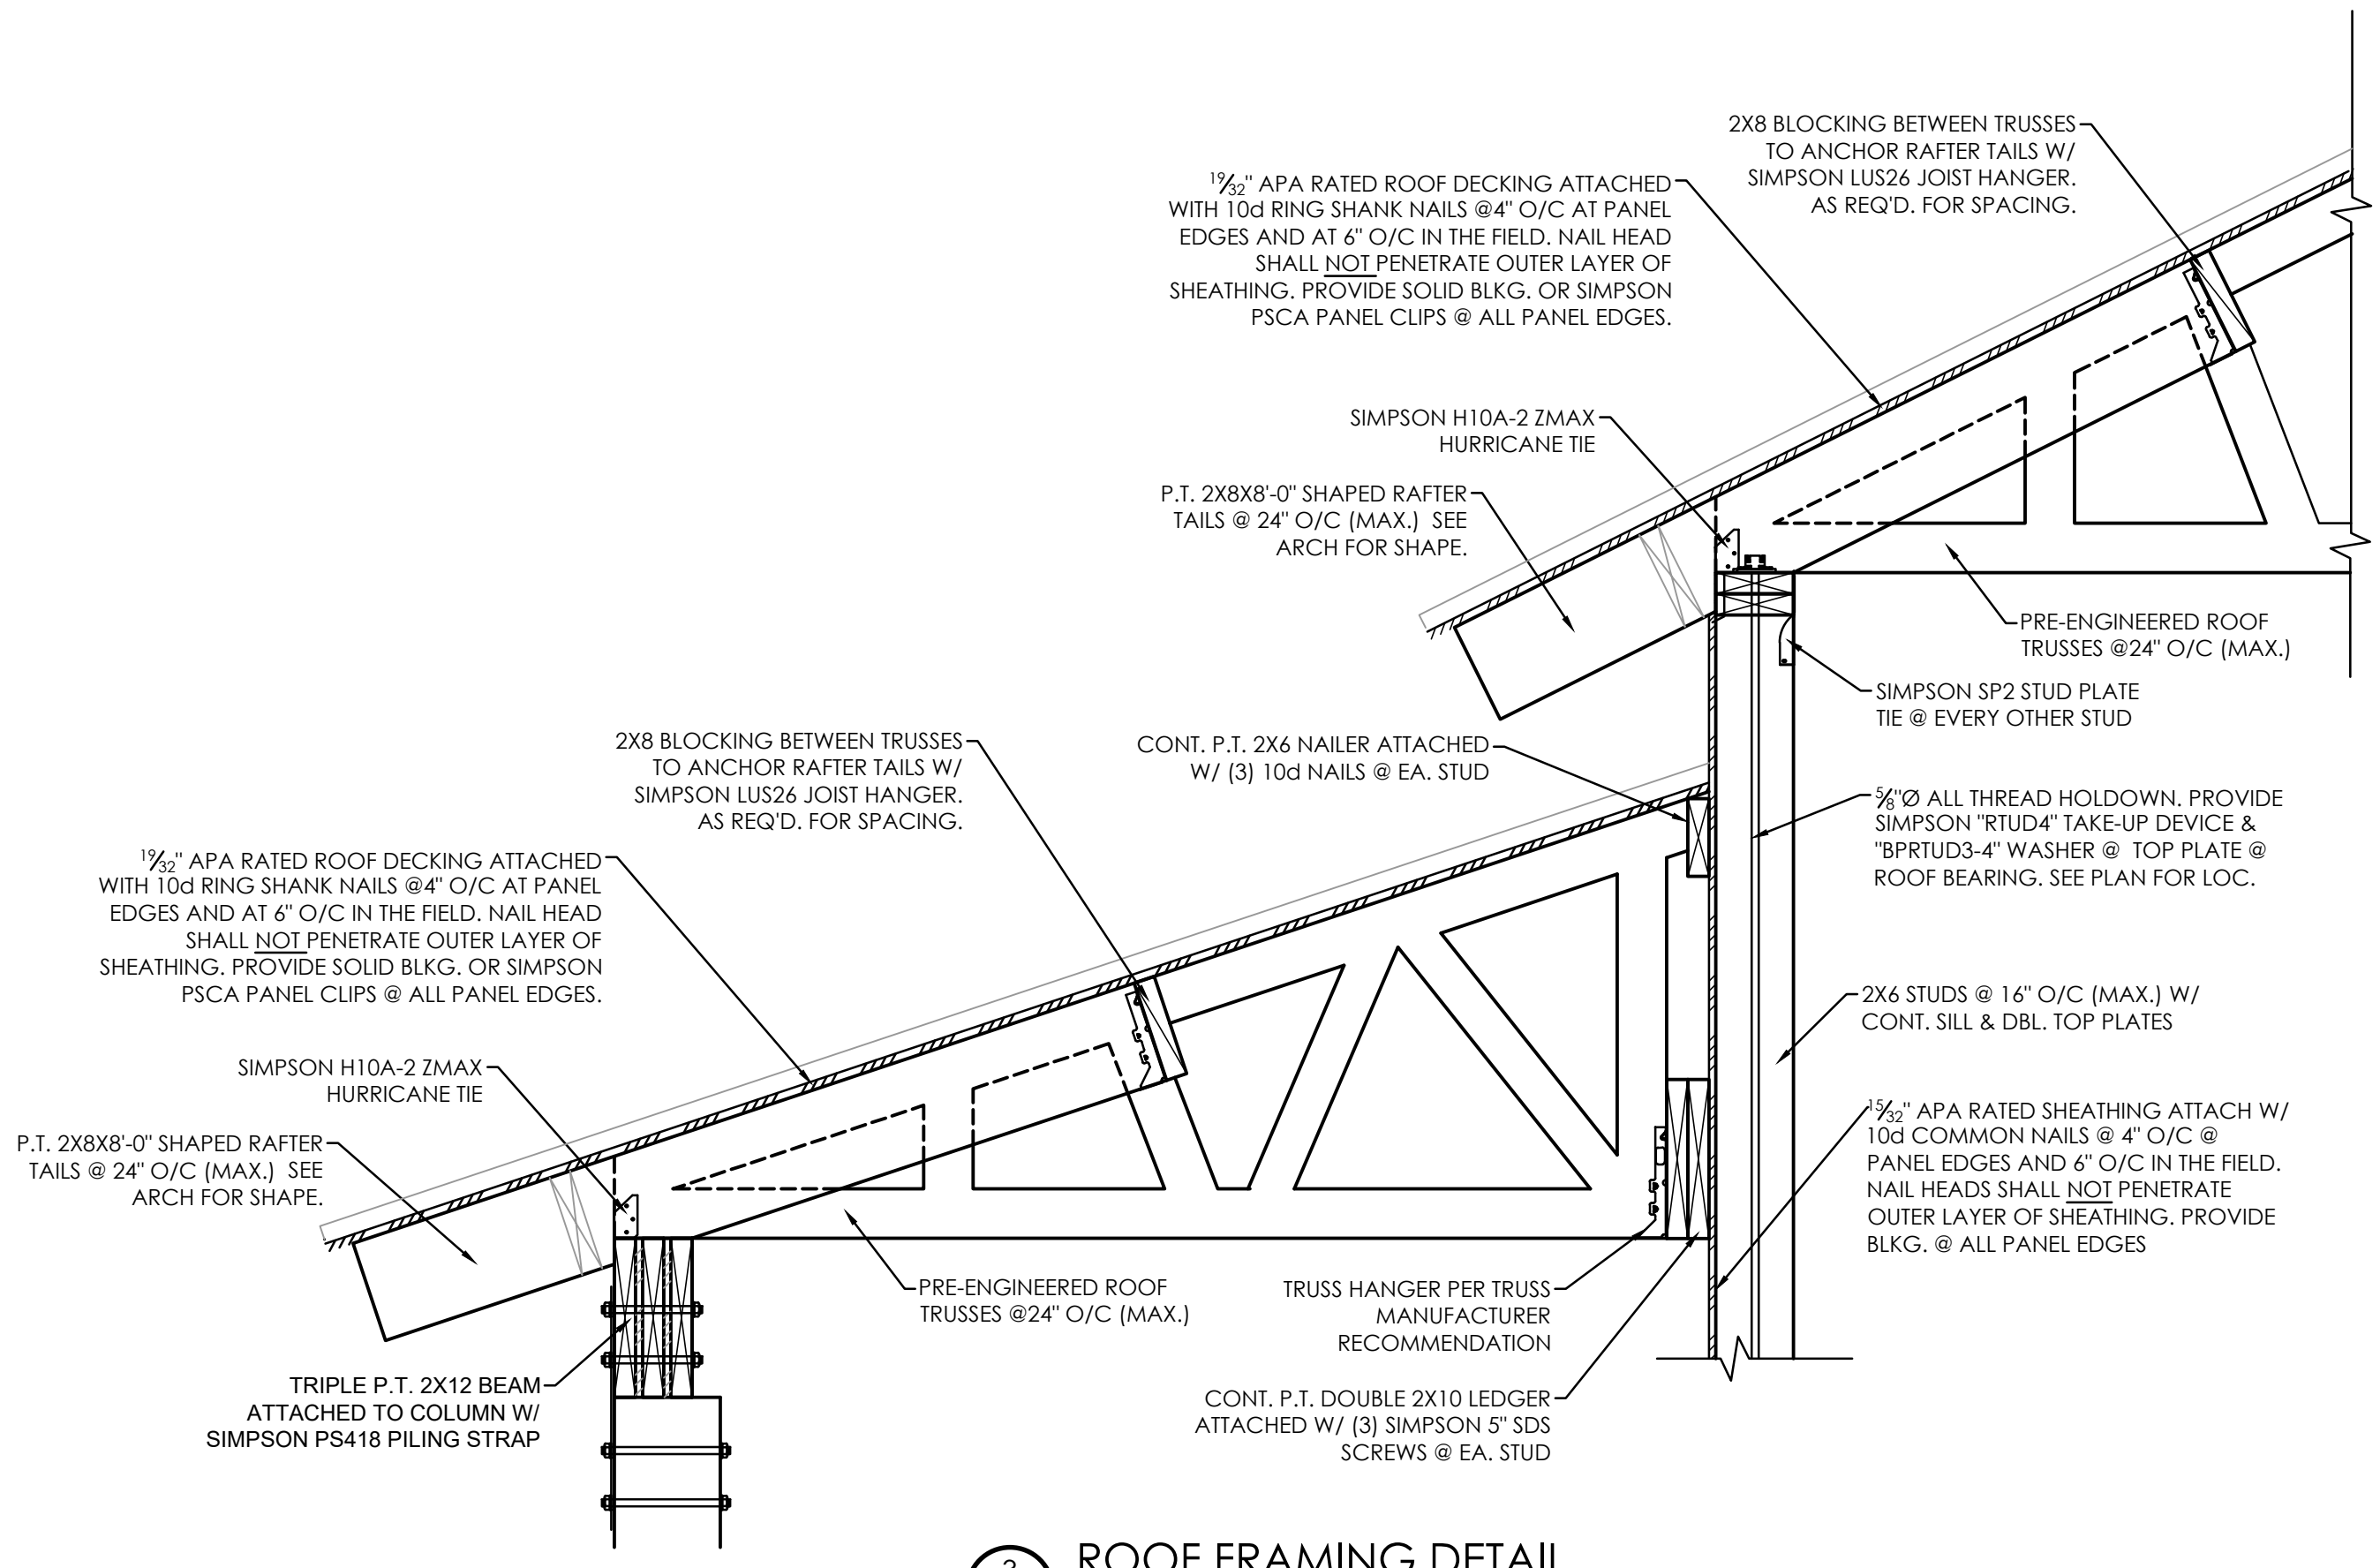 2X8 BLOCKING BETWEEN TRUSSES
TO ANCHOR RAFTER TAILS W/
SIMPSON LUS26 JOIST HANGER.
AS REQ'D. FOR SPACING.
19/32" APA RATED ROOF DECKING ATTACHED
WITH 10d RING SHANK NAILS @4" O/C AT PANEL
EDGES AND AT 6" O/C IN THE FIELD. NAIL HEAD
SHALL NOT PENETRATE OUTER LAYER OF
SHEATHING. PROVIDE SOLID BLKG. OR SIMPSON
PSCA PANEL CLIPS @ ALL PANEL EDGES.
SIMPSON H10A-2 ZMAX
HURRICANE TIE
P.T. 2X8X8'-0" SHAPED RAFTER
TAILS @ 24" O/C (MAX.) SEE
ARCH FOR SHAPE.
PRE-ENGINEERED ROOF
TRUSSES @24" O/C (MAX.)
SIMPSON SP2 STUD PLATE
TIE @ EVERY OTHER STUD
2X8 BLOCKING BETWEEN TRUSSES
TO ANCHOR RAFTER TAILS W/
SIMPSON LUS26 JOIST HANGER.
AS REQ'D. FOR SPACING.
CONT. P.T. 2X6 NAILER ATTACHED
W/ (3) 10d NAILS @ EA. STUD
5/8"Ø ALL THREAD HOLDOWN. PROVIDE
SIMPSON "RTUD4" TAKE-UP DEVICE &
"BPRTUD3-4" WASHER @ TOP PLATE @
ROOF BEARING. SEE PLAN FOR LOC.
19/32" APA RATED ROOF DECKING ATTACHED
WITH 10d RING SHANK NAILS @4" O/C AT PANEL
EDGES AND AT 6" O/C IN THE FIELD. NAIL HEAD
SHALL NOT PENETRATE OUTER LAYER OF
SHEATHING. PROVIDE SOLID BLKG. OR SIMPSON
PSCA PANEL CLIPS @ ALL PANEL EDGES.
2X6 STUDS @ 16" O/C (MAX.) W/
CONT. SILL & DBL. TOP PLATES
SIMPSON H10A-2 ZMAX
HURRICANE TIE
P.T. 2X8X8'-0" SHAPED RAFTER
TAILS @ 24" O/C (MAX.) SEE
ARCH FOR SHAPE.
15/32" APA RATED SHEATHING ATTACH W/
10d COMMON NAILS @ 4" O/C @
PANEL EDGES AND 6" O/C IN THE FIELD.
NAIL HEADS SHALL NOT PENETRATE
OUTER LAYER OF SHEATHING. PROVIDE
BLKG. @ ALL PANEL EDGES
PRE-ENGINEERED ROOF
TRUSSES @24" O/C (MAX.)
TRUSS HANGER PER TRUSS
MANUFACTURER
RECOMMENDATION
TRIPLE P.T. 2X12 BEAM
ATTACHED TO COLUMN W/
SIMPSON PS418 PILING STRAP
CONT. P.T. DOUBLE 2X10 LEDGER
ATTACHED W/ (3) SIMPSON 5" SDS
SCREWS @ EA. STUD
ROOF FRAMING DETAIL